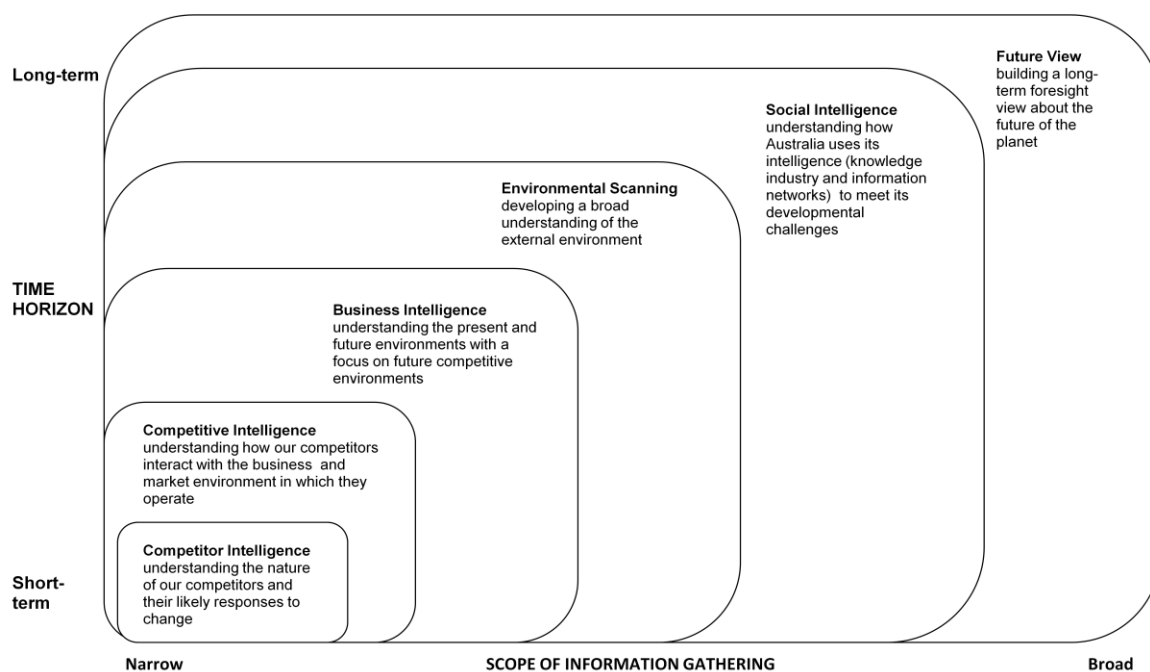 Long-term
Future View
building a long-
term foresight
view about the
future of the
planet
Social Intelligence
understanding how
Australia uses its
intelligence (knowledge
industry and information
networks)  to meet its
developmental
challenges
Environmental Scanning
developing a broad
understanding of the
external environment
TIME
HORIZON
Business Intelligence
understanding the present and
future environments with a
focus on future competitive
environments
Competitive Intelligence
understanding how our competitors
interact with the business  and
market environment in which they
operate
Competitor Intelligence
understanding the nature
of our competitors and
their likely responses to
change
Short-
term
Narrow
SCOPE OF INFORMATION GATHERING
Broad